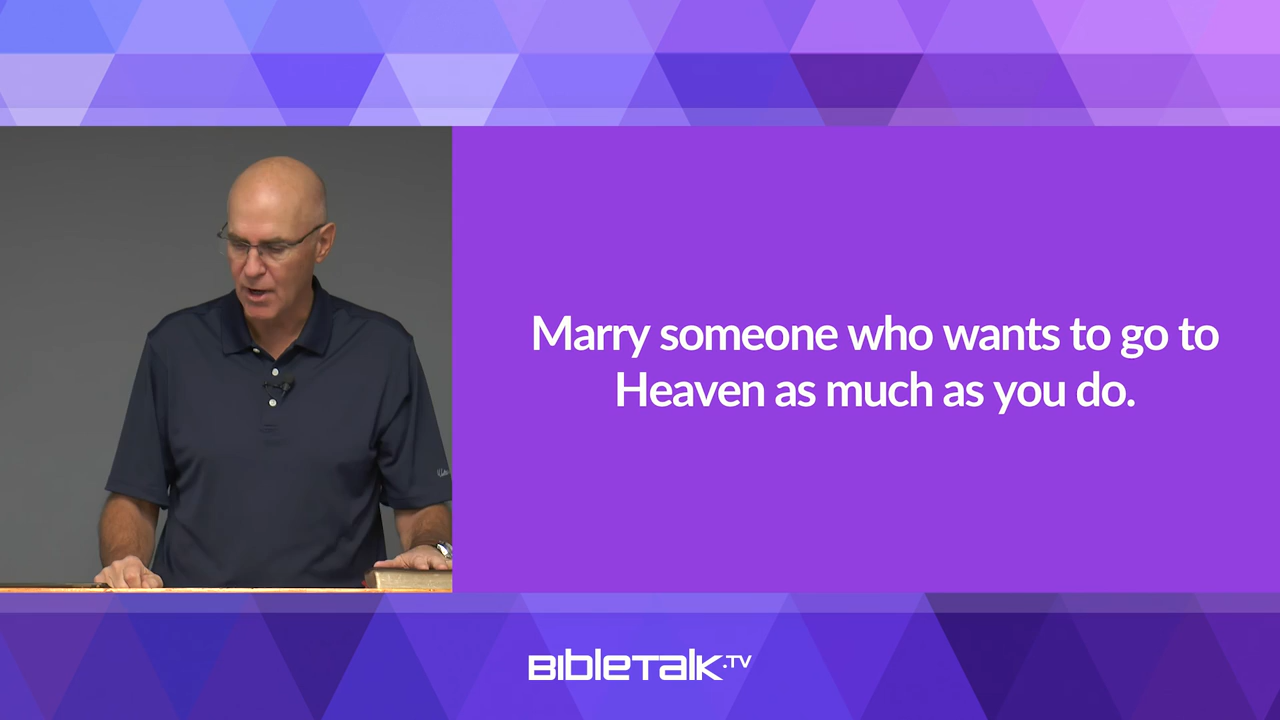 Marry someone who wants to go to
Heaven as much as you do.
BIBLETALK.TV